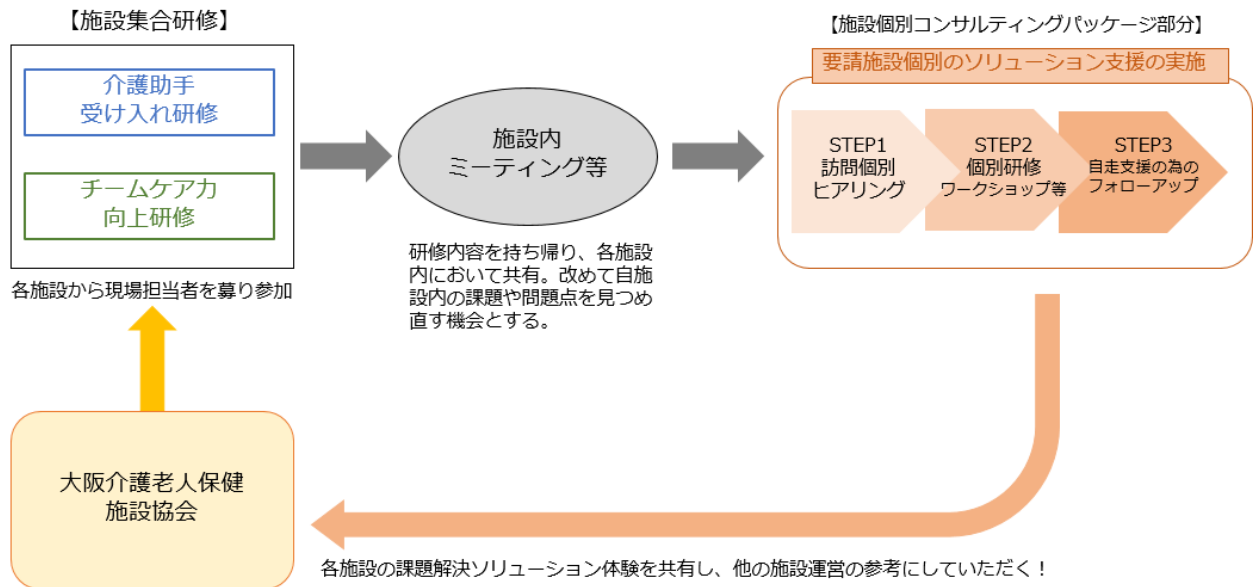 【施設集合研修】
介護助手
受け入れ研修
チームケア力
向上研修
各施設から現場担当者を募り参加
施設内
ミーティング等
研修内容を持ち帰り、各施設
内において共有。改めて自施
設内の課題や問題点を見つめ
直す機会とする。
【施設個別コンサルティングパッケージ部分】
要請施設個別のソリューション支援の実施
STEP1
訪問個別
ヒアリング
STEP2
個別研修
ワークショップ等
STEP3
自走支援の為の
フォローアップ
大阪介護老人保健
施設協会
各施設の課題解決ソリューション体験を共有し、他の施設運営の参考にしていただく！